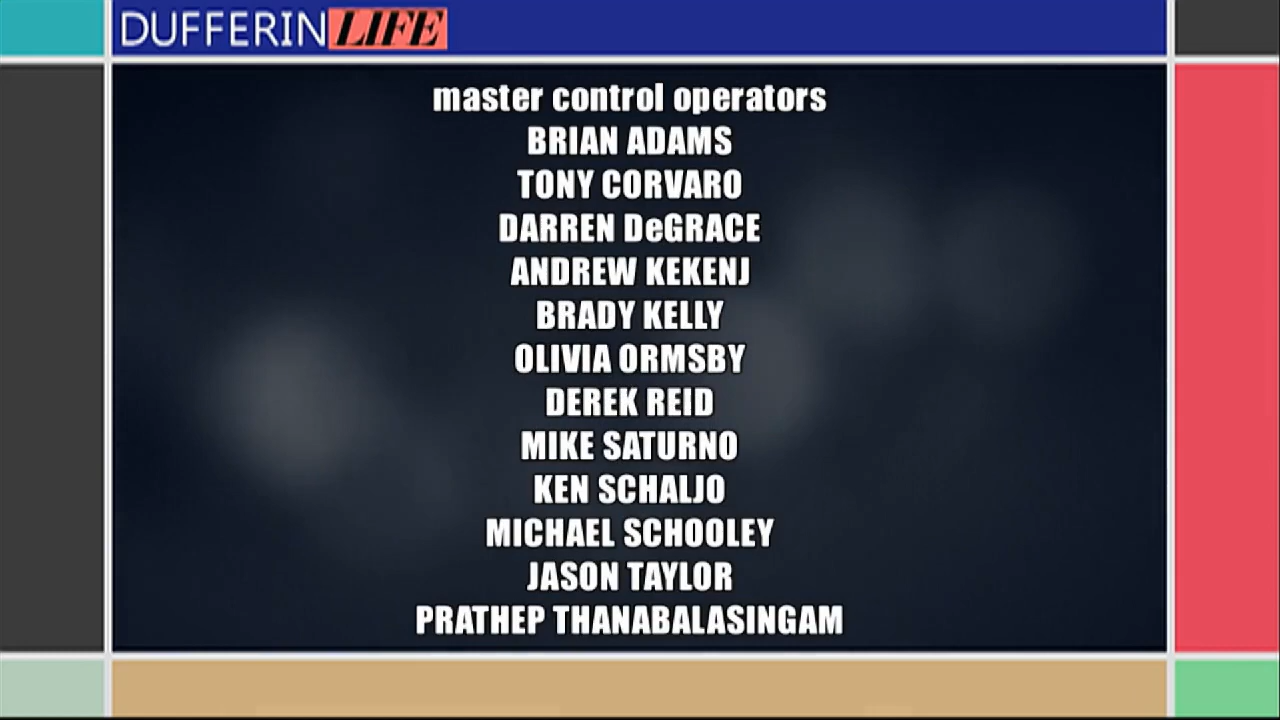 DUFFERIN LIFE
master control operators
BRIAN ADAMS
TONY CORVARO
DARREN DeGRACE
ANDREW KEKENJ
BRADY KELLY
OLIVIA ORMSBY
DEREK REID
MIKE SATURNO
KEN SCHALJO
MICHAEL SCHOOLEY
JASON TAYLOR
PRATHEP THANABALASINGAM